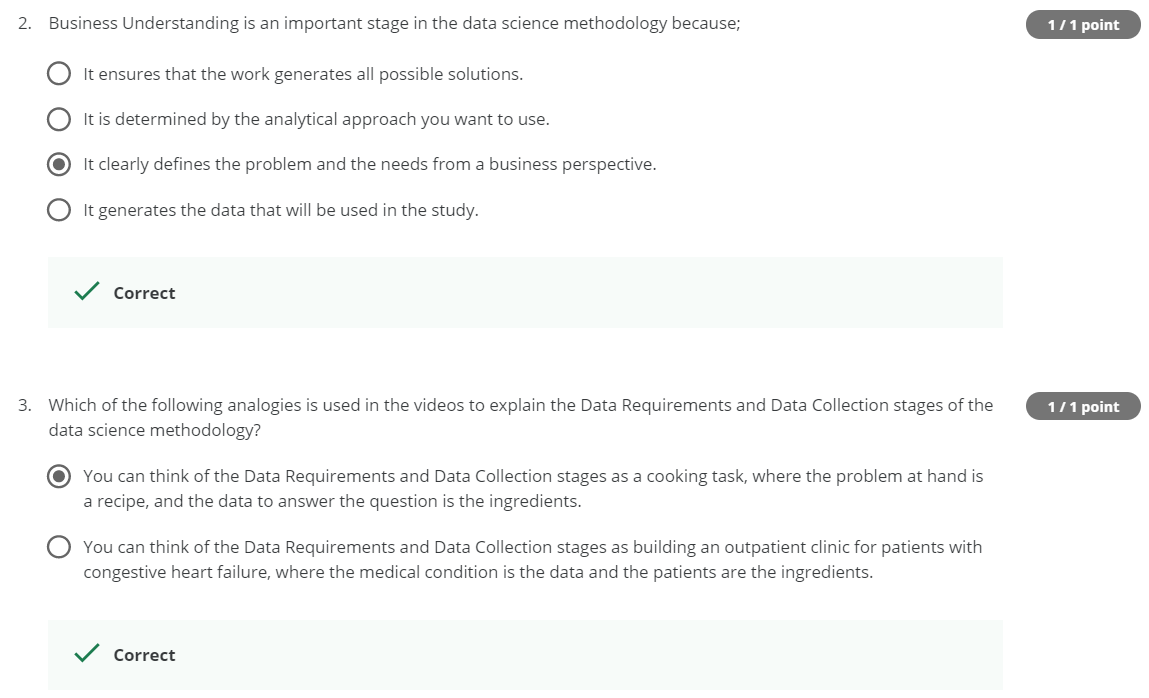 2. Business Understanding is an important stage in the data science methodology because;
1 / 1 point
It ensures that the work generates all possible solutions.
It is determined by the analytical approach you want to use.
It clearly defines the problem and the needs from a business perspective.
It generates the data that will be used in the study.
Correct
3. Which of the following analogies is used in the videos to explain the Data Requirements and Data Collection stages of the
data science methodology?
1 / 1 point
You can think of the Data Requirements and Data Collection stages as a cooking task, where the problem at hand is
a recipe, and the data to answer the question is the ingredients.
You can think of the Data Requirements and Data Collection stages as building an outpatient clinic for patients with
congestive heart failure, where the medical condition is the data and the patients are the ingredients.
Correct